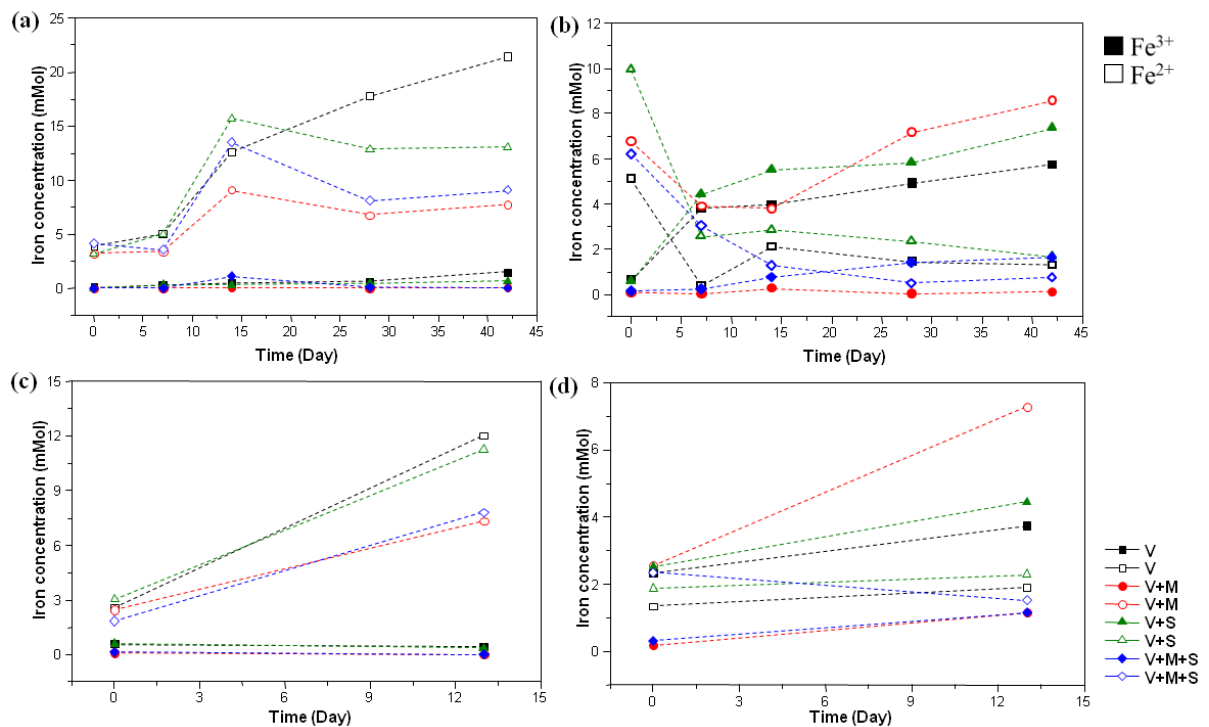 (a)
25
20
15
10
5
0
Iron concentration (mMol)
0 5 10 15 20 25 30 35 40 45
Time (Day)
(b)
12
10
8
6
4
2
0
Iron concentration (mMol)
0 5 10 15 20 25 30 35 40 45
Time (Day)
Fe³⁺
Fe²⁺
(c)
15
12
9
6
3
0
Iron concentration (mMol)
0 3 6 9 12 15
Time (Day)
(d)
8
6
4
2
0
Iron concentration (mMol)
0 3 6 9 12 15
Time (Day)
V
V
V+M
V+M
V+S
V+S
V+M+S
V+M+S